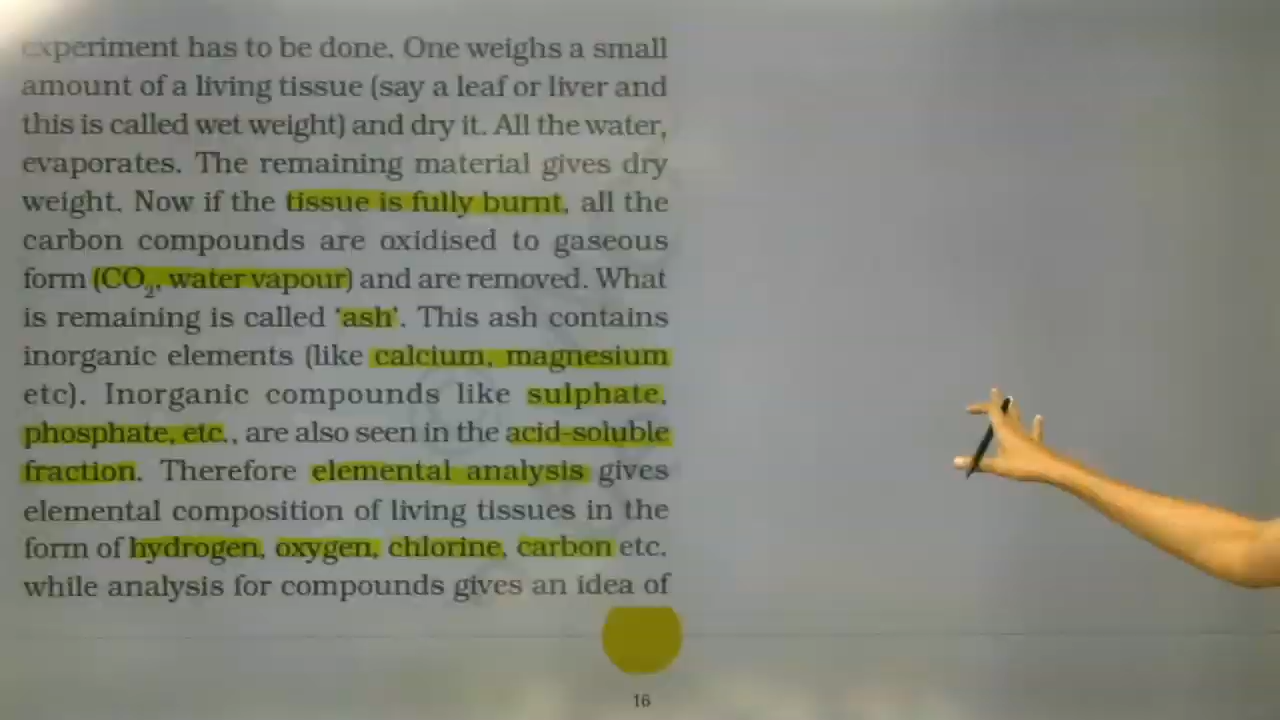 experiment has to be done. One weighs a small
amount of a living tissue (say a leaf or liver and
this is called wet weight) and dry it. All the water,
evaporates. The remaining material gives dry
weight. Now if the tissue is fully burnt, all the
carbon compounds are oxidised to gaseous
form (CO₂, water vapour) and are removed. What
is remaining is called 'ash'. This ash contains
inorganic elements (like calcium, magnesium
etc). Inorganic compounds like sulphate,
phosphate, etc., are also seen in the acid-soluble
fraction. Therefore elemental analysis gives
elemental composition of living tissues in the
form of hydrogen, oxygen, chlorine, carbon etc.
while analysis for compounds gives an idea of
16